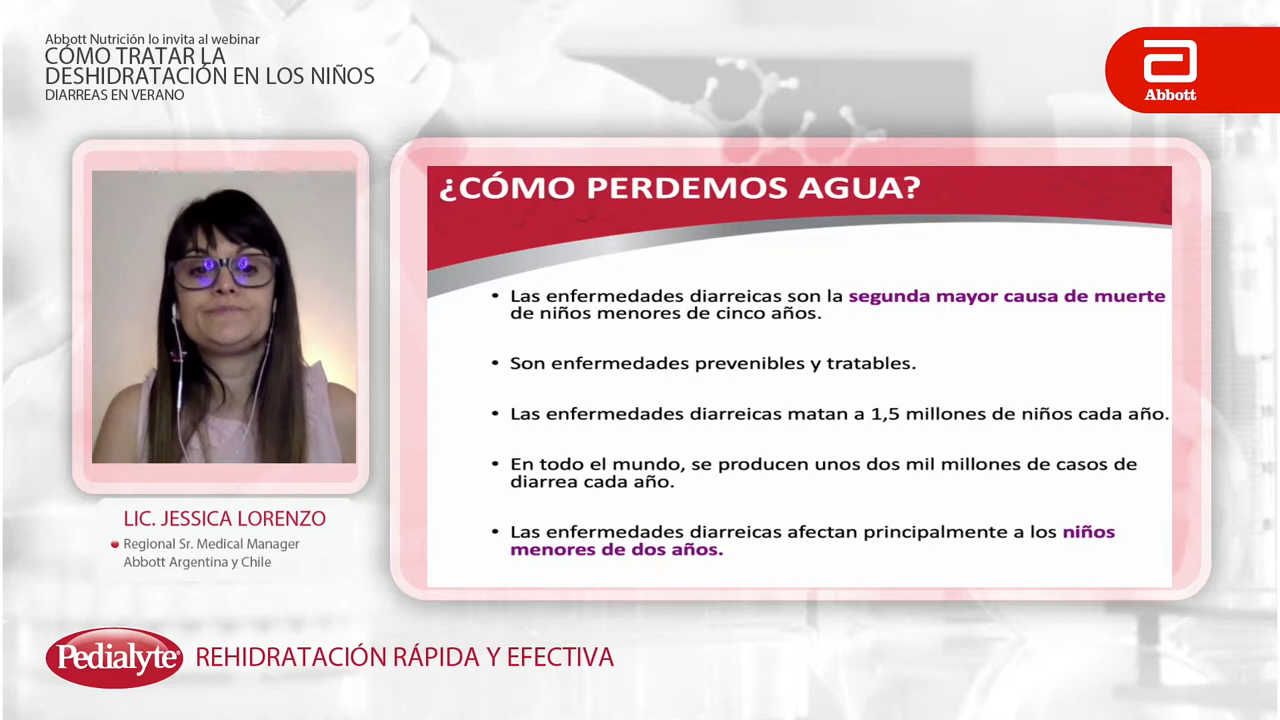 Abbott Nutrición lo invita al webinar
CÓMO TRATAR LA
DESHIDRATACIÓN EN LOS NIÑOS
DIARREAS EN VERANO
Abbott
¿CÓMO PERDEMOS AGUA?
• Las enfermedades diarreicas son la segunda mayor causa de muerte
de niños menores de cinco años.
• Son enfermedades prevenibles y tratables.
• Las enfermedades diarreicas matan a 1,5 millones de niños cada año.
• En todo el mundo, se producen unos dos mil millones de casos de
diarrea cada año.
• Las enfermedades diarreicas afectan principalmente a los niños
menores de dos años.
LIC. JESSICA LORENZO
Regional Sr. Medical Manager
Abbott Argentina y Chile
Pedialyte
REHIDRATACIÓN RÁPIDA Y EFECTIVA